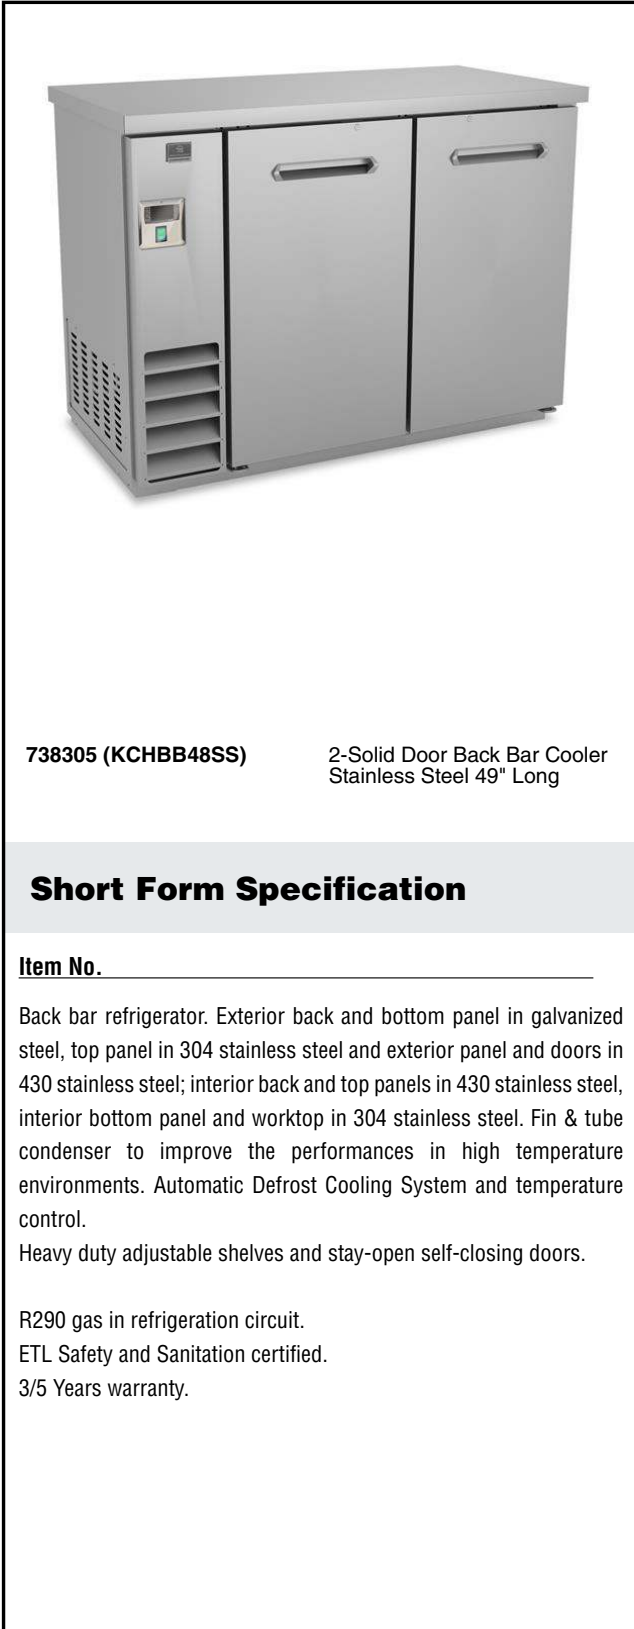 738305 (KCHBB48SS)
2-Solid Door Back Bar Cooler
Stainless Steel 49" Long
Short Form Specification
Item No.
Back bar refrigerator. Exterior back and bottom panel in galvanized
steel, top panel in 304 stainless steel and exterior panel and doors in
430 stainless steel; interior back and top panels in 430 stainless steel,
interior bottom panel and worktop in 304 stainless steel. Fin & tube
condenser to improve the performances in high temperature
environments. Automatic Defrost Cooling System and temperature
control.
Heavy duty adjustable shelves and stay-open self-closing doors.
R290 gas in refrigeration circuit.
ETL Safety and Sanitation certified.
3/5 Years warranty.